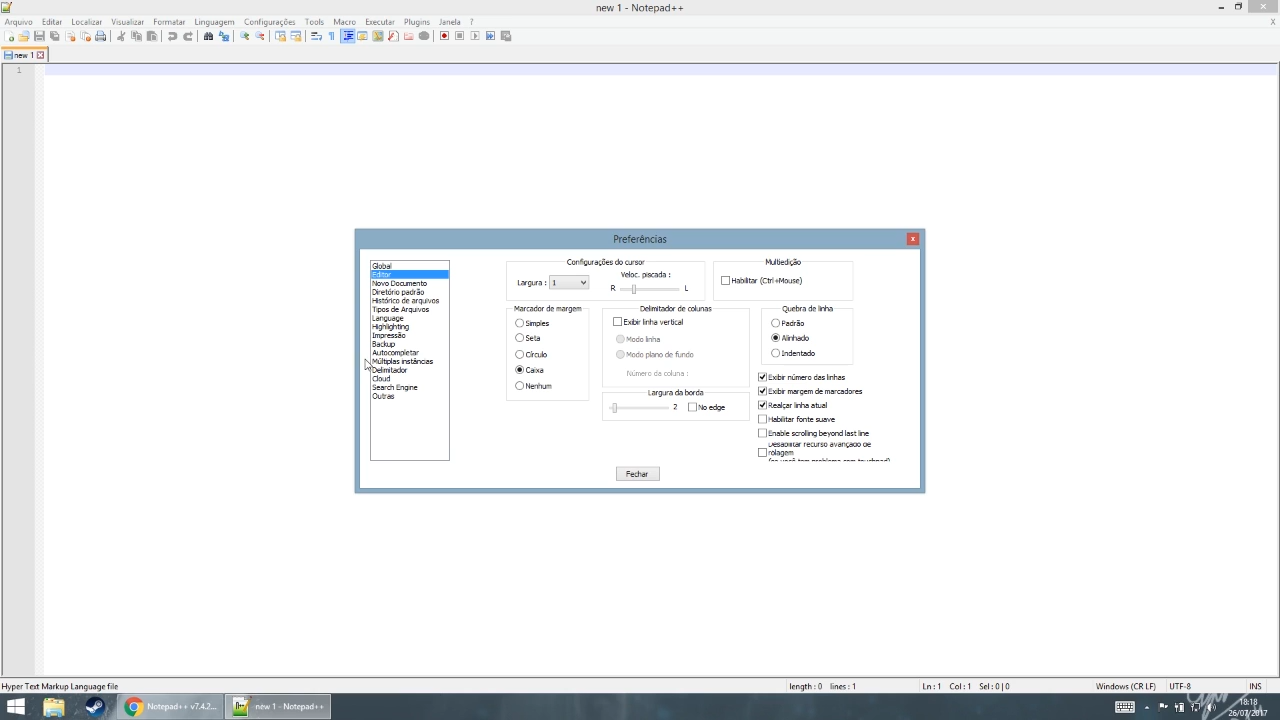 new 1 - Notepad++
Arquivo Editar Localizar Visualizar Formatar Linguagem Configurações Tools Macro Executar Plugins Janela ?
X
new 1
1
Preferências
Global
Editor
Novo Documento
Diretório padrão
Histórico de arquivos
Tipos de Arquivos
Language
Highlighting
Impressão
Backup
Autocompletar
Múltiplas instâncias
Delimitador
Cloud
Search Engine
Outras
Configurações do cursor
Largura : 1
Veloc. piscada :
R L
Multiedição
Habilitar (Ctrl+Mouse)
Marcador de margem
Simples
Seta
Círculo
Caixa
Nenhum
Delimitador de colunas
Exibir linha vertical
Modo linha
Modo plano de fundo
Número da coluna :
Largura da borda
2 No edge
Quebra de linha
Padrão
Alinhado
Indentado
Exibir número das linhas
Exibir margem de marcadores
Realçar linha atual
Habilitar fonte suave
Enable scrolling beyond last line
Desabilitar recurso avançado de
rolagem
(se você tem problema com touchpad)
Fechar
Hyper Text Markup Language file
length : 0 lines : 1
Ln : 1 Col : 1 Sel : 0 | 0
Windows (CR LF)
UTF-8
INS
Notepad++ v7.4.2...
new 1 - Notepad++
18:18
26/07/2017